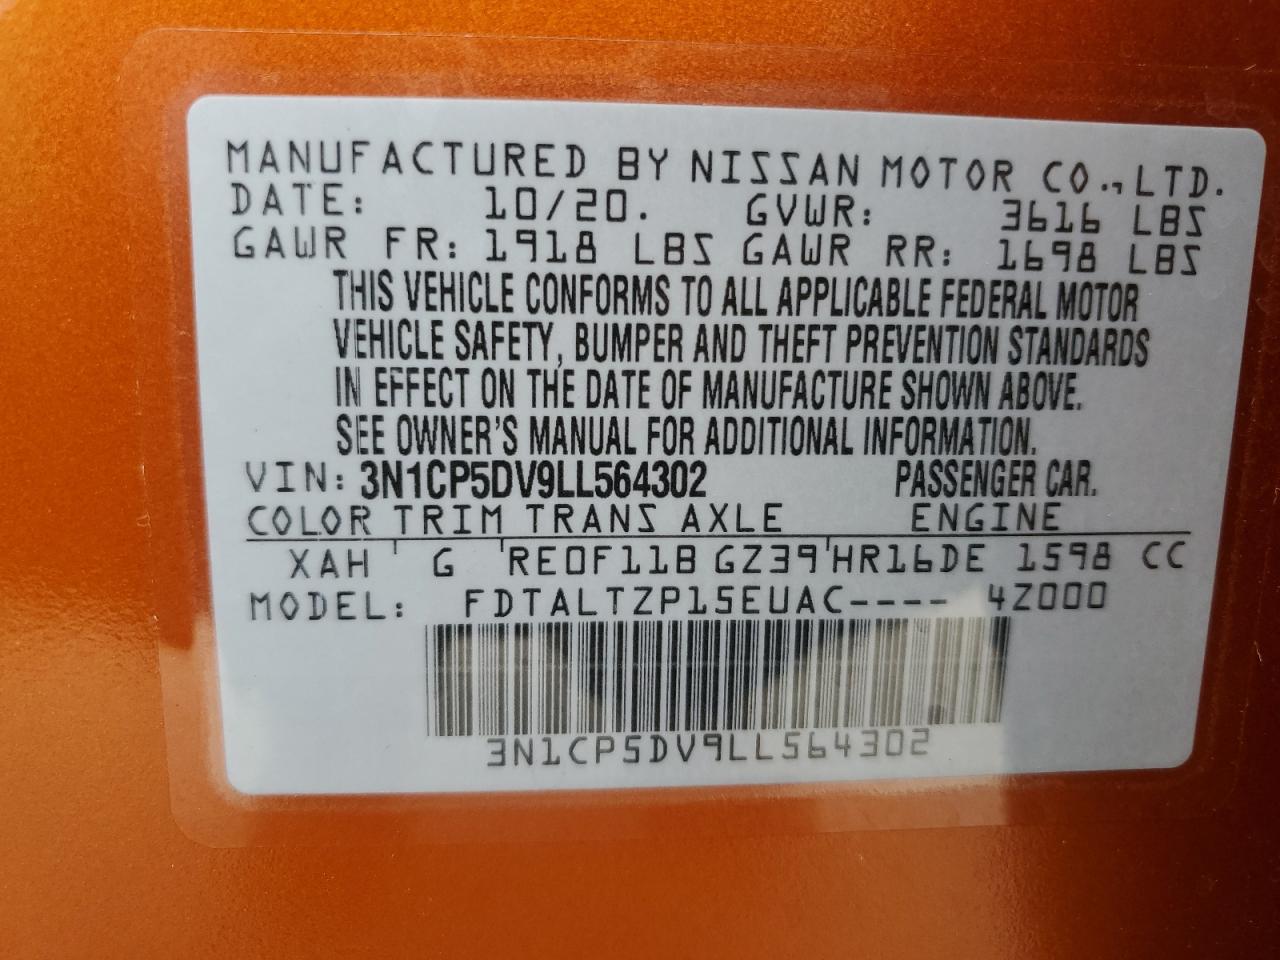 MANUFACTURED BY NISSAN MOTOR CO.,LTD.
DATE: 10/20. GVWR: 3616 LBS
GAWR FR: 1918 LBS GAWR RR: 1698 LBS
THIS VEHICLE CONFORMS TO ALL APPLICABLE FEDERAL MOTOR
VEHICLE SAFETY, BUMPER AND THEFT PREVENTION STANDARDS
IN EFFECT ON THE DATE OF MANUFACTURE SHOWN ABOVE.
SEE OWNER'S MANUAL FOR ADDITIONAL INFORMATION.
VIN: 3N1CP5DV9LL564302 PASSENGER CAR.
COLOR TRIM TRANS AXLE ENGINE
XAH G RE0F11B GZ39 HR16DE 1598 CC
MODEL: FDTALTZP15EUAC---- 4Z000
3N1CP5DV9LL564302